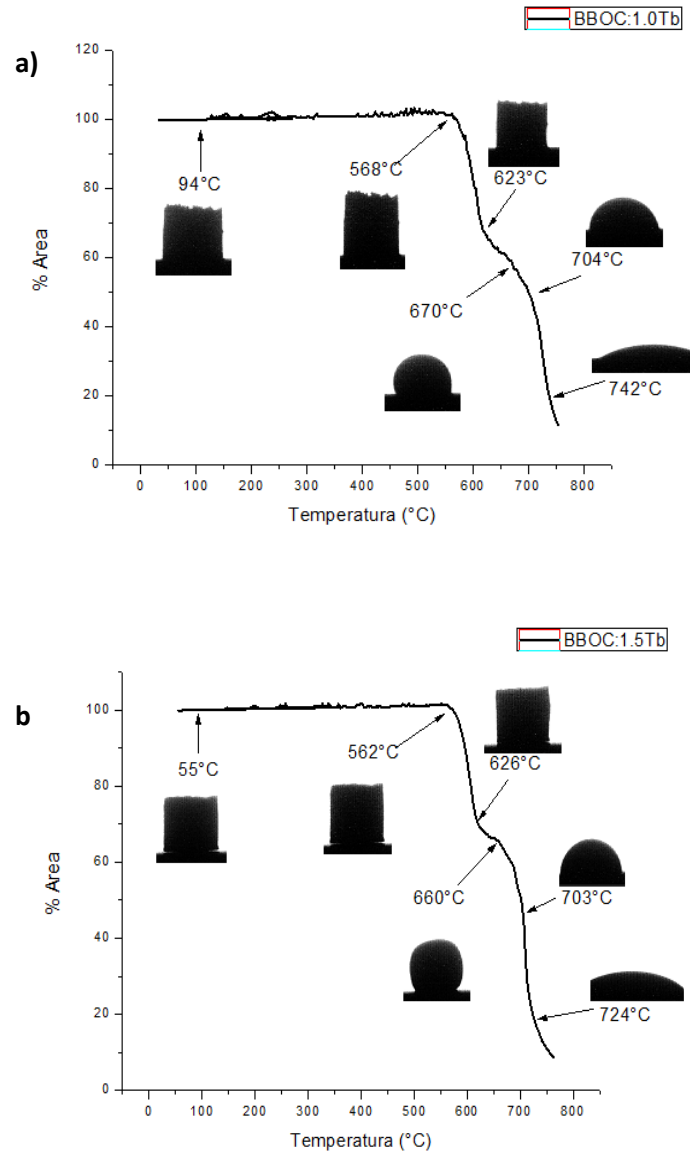 BBOC:1.0Tb
a)
120
100
80
60
40
20
0
% Area
94°C
568°C
623°C
704°C
670°C
742°C
0 100 200 300 400 500 600 700 800
Temperatura (°C)
BBOC:1.5Tb
b
100
80
60
40
20
0
% Area
55°C
562°C
626°C
660°C
703°C
724°C
0 100 200 300 400 500 600 700 800
Temperatura (°C)